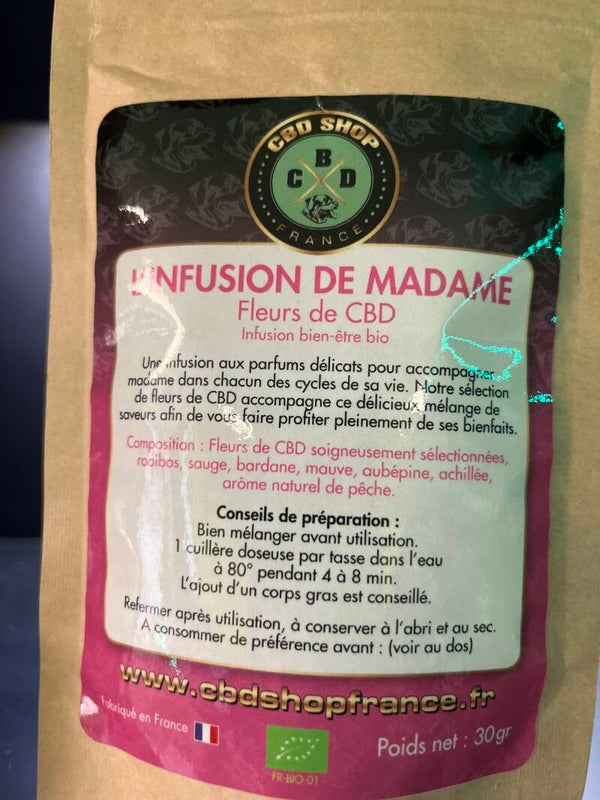 CBD SHOP
B
C D
FRANCE
L'INFUSION DE MADAME
Fleurs de CBD
Infusion bien-être bio
Une infusion aux parfums délicats pour accompagner
madame dans chacun des cycles de sa vie. Notre sélection
de fleurs de CBD accompagne ce délicieux mélange de
saveurs afin de vous faire profiter pleinement de ses bienfaits.
Composition : Fleurs de CBD soigneusement sélectionnées,
rooibos, sauge, bardane, mauve, aubépine, achillée,
arôme naturel de pêche.
Conseils de préparation :
Bien mélanger avant utilisation.
1 cuillère doseuse par tasse dans l'eau
à 80° pendant 4 à 8 min.
L'ajout d'un corps gras est conseillé.
Refermer après utilisation, à conserver à l'abri et au sec.
A consommer de préférence avant : (voir au dos)
www.cbdshopfrance.fr
Fabriqué en France
FR-BIO-01
Poids net : 30gr